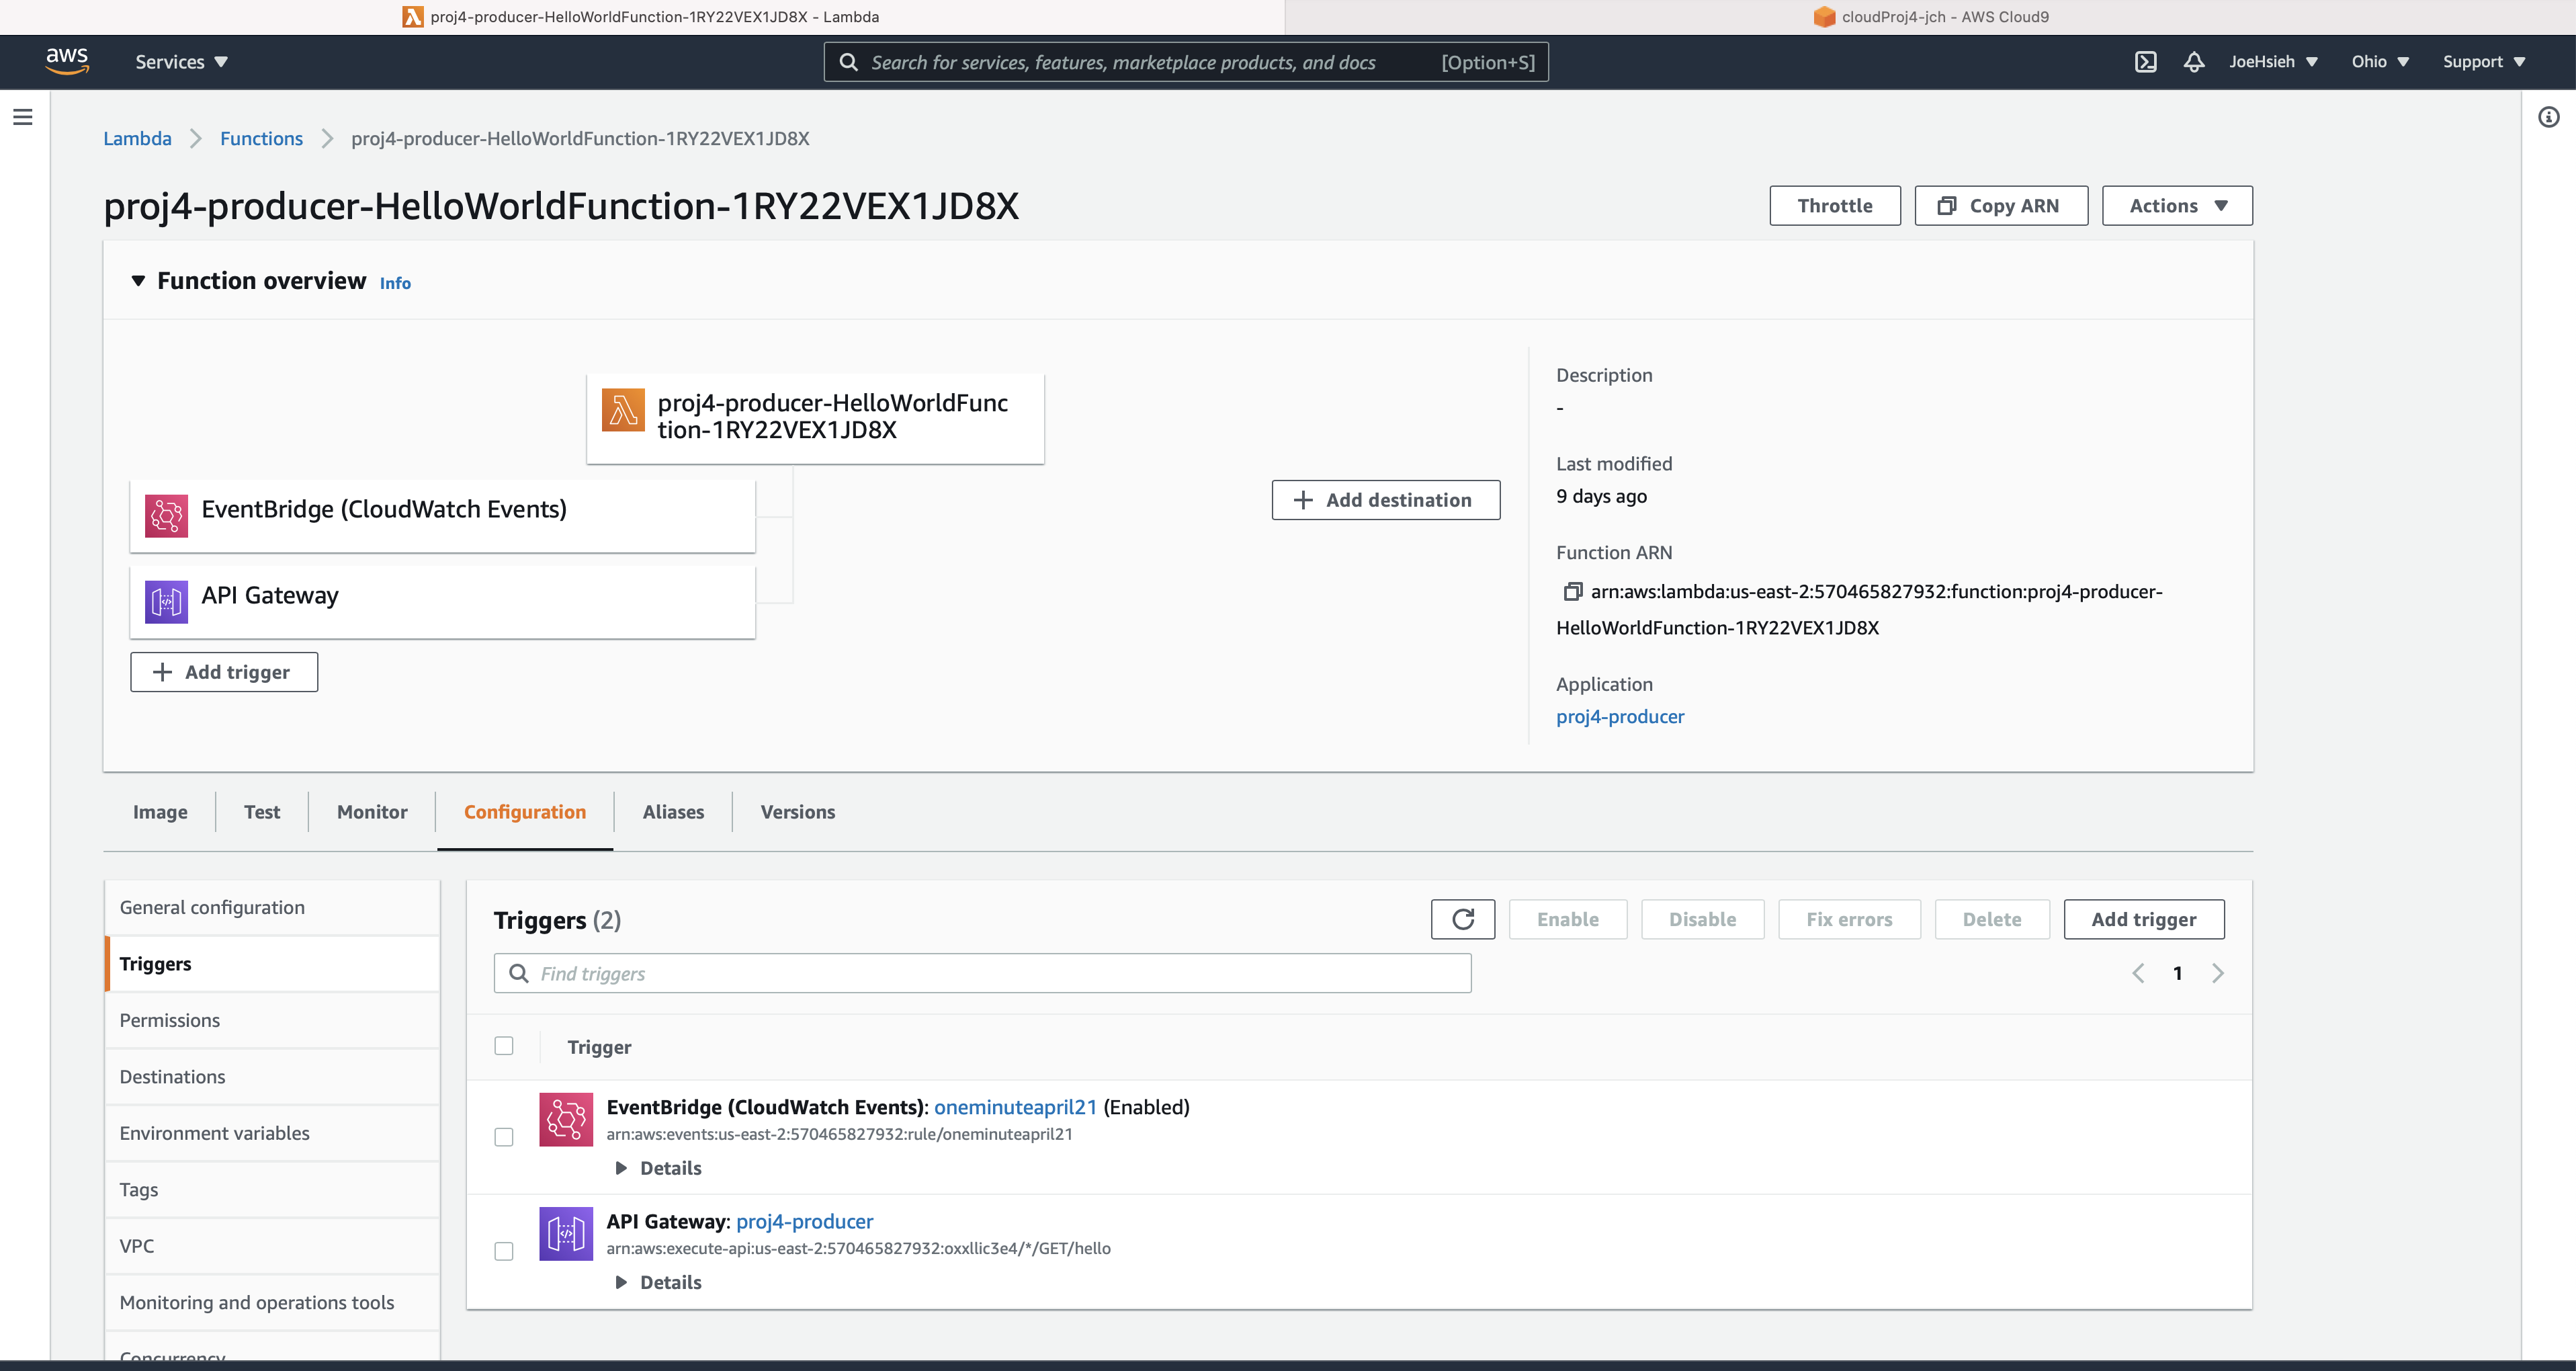 proj4-producer-HelloWorldFunction-1RY22VEX1JD8X - Lambda
cloudProj4-jch - AWS Cloud9
aws
Services
Search for services, features, marketplace products, and docs [Option+S]
JoeHsieh
Ohio
Support
Lambda
Functions
proj4-producer-HelloWorldFunction-1RY22VEX1JD8X
proj4-producer-HelloWorldFunction-1RY22VEX1JD8X
Throttle
Copy ARN
Actions
Function overview Info
proj4-producer-HelloWorldFunc
tion-1RY22VEX1JD8X
EventBridge (CloudWatch Events)
API Gateway
+ Add trigger
+ Add destination
Description
-
Last modified
9 days ago
Function ARN
arn:aws:lambda:us-east-2:570465827932:function:proj4-producer-
HelloWorldFunction-1RY22VEX1JD8X
Application
proj4-producer
Image
Test
Monitor
Configuration
Aliases
Versions
General configuration
Triggers
Permissions
Destinations
Environment variables
Tags
VPC
Monitoring and operations tools
Concurrency
Triggers (2)
Enable
Disable
Fix errors
Delete
Add trigger
Find triggers
1
Trigger
EventBridge (CloudWatch Events): oneminuteapril21 (Enabled)
arn:aws:events:us-east-2:570465827932:rule/oneminuteapril21
Details
API Gateway: proj4-producer
arn:aws:execute-api:us-east-2:570465827932:oxxllic3e4/*/GET/hello
Details